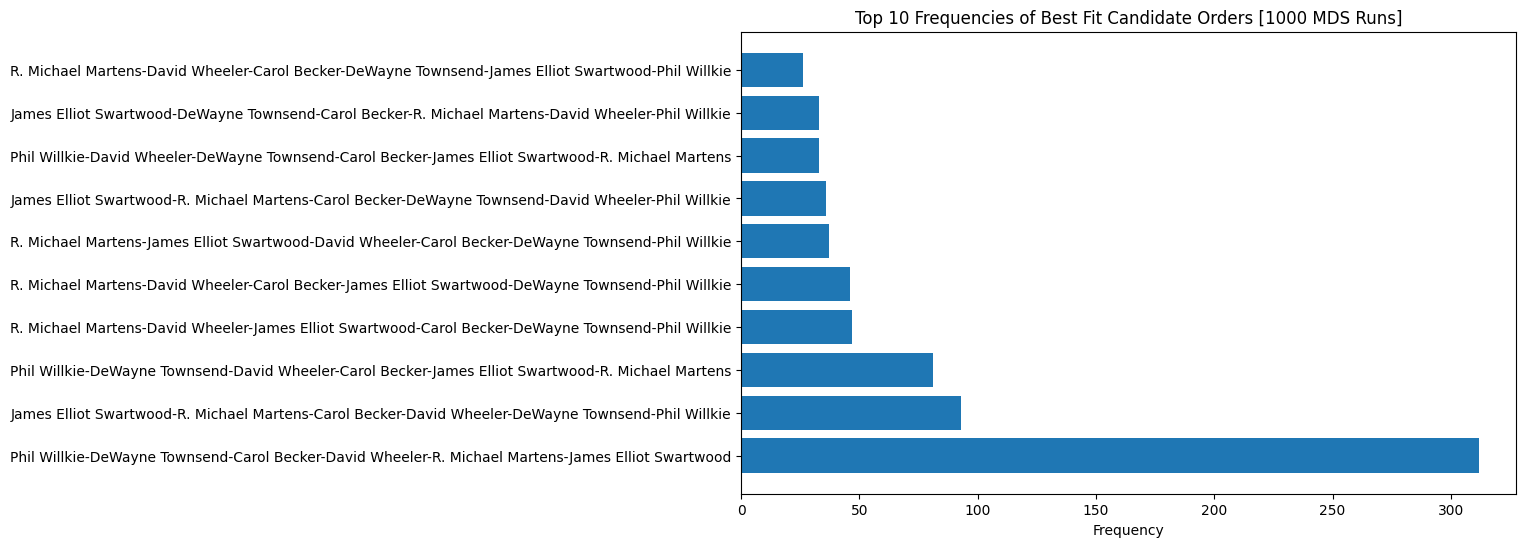 Top 10 Frequencies of Best Fit Candidate Orders [1000 MDS Runs]
R. Michael Martens-David Wheeler-Carol Becker-DeWayne Townsend-James Elliot Swartwood-Phil Willkie
James Elliot Swartwood-DeWayne Townsend-Carol Becker-R. Michael Martens-David Wheeler-Phil Willkie
Phil Willkie-David Wheeler-DeWayne Townsend-Carol Becker-James Elliot Swartwood-R. Michael Martens
James Elliot Swartwood-R. Michael Martens-Carol Becker-DeWayne Townsend-David Wheeler-Phil Willkie
R. Michael Martens-James Elliot Swartwood-David Wheeler-Carol Becker-DeWayne Townsend-Phil Willkie
R. Michael Martens-David Wheeler-Carol Becker-James Elliot Swartwood-DeWayne Townsend-Phil Willkie
R. Michael Martens-David Wheeler-James Elliot Swartwood-Carol Becker-DeWayne Townsend-Phil Willkie
Phil Willkie-DeWayne Townsend-David Wheeler-Carol Becker-James Elliot Swartwood-R. Michael Martens
James Elliot Swartwood-R. Michael Martens-Carol Becker-David Wheeler-DeWayne Townsend-Phil Willkie
Phil Willkie-DeWayne Townsend-Carol Becker-David Wheeler-R. Michael Martens-James Elliot Swartwood
0 50 100 150 200 250 300
Frequency